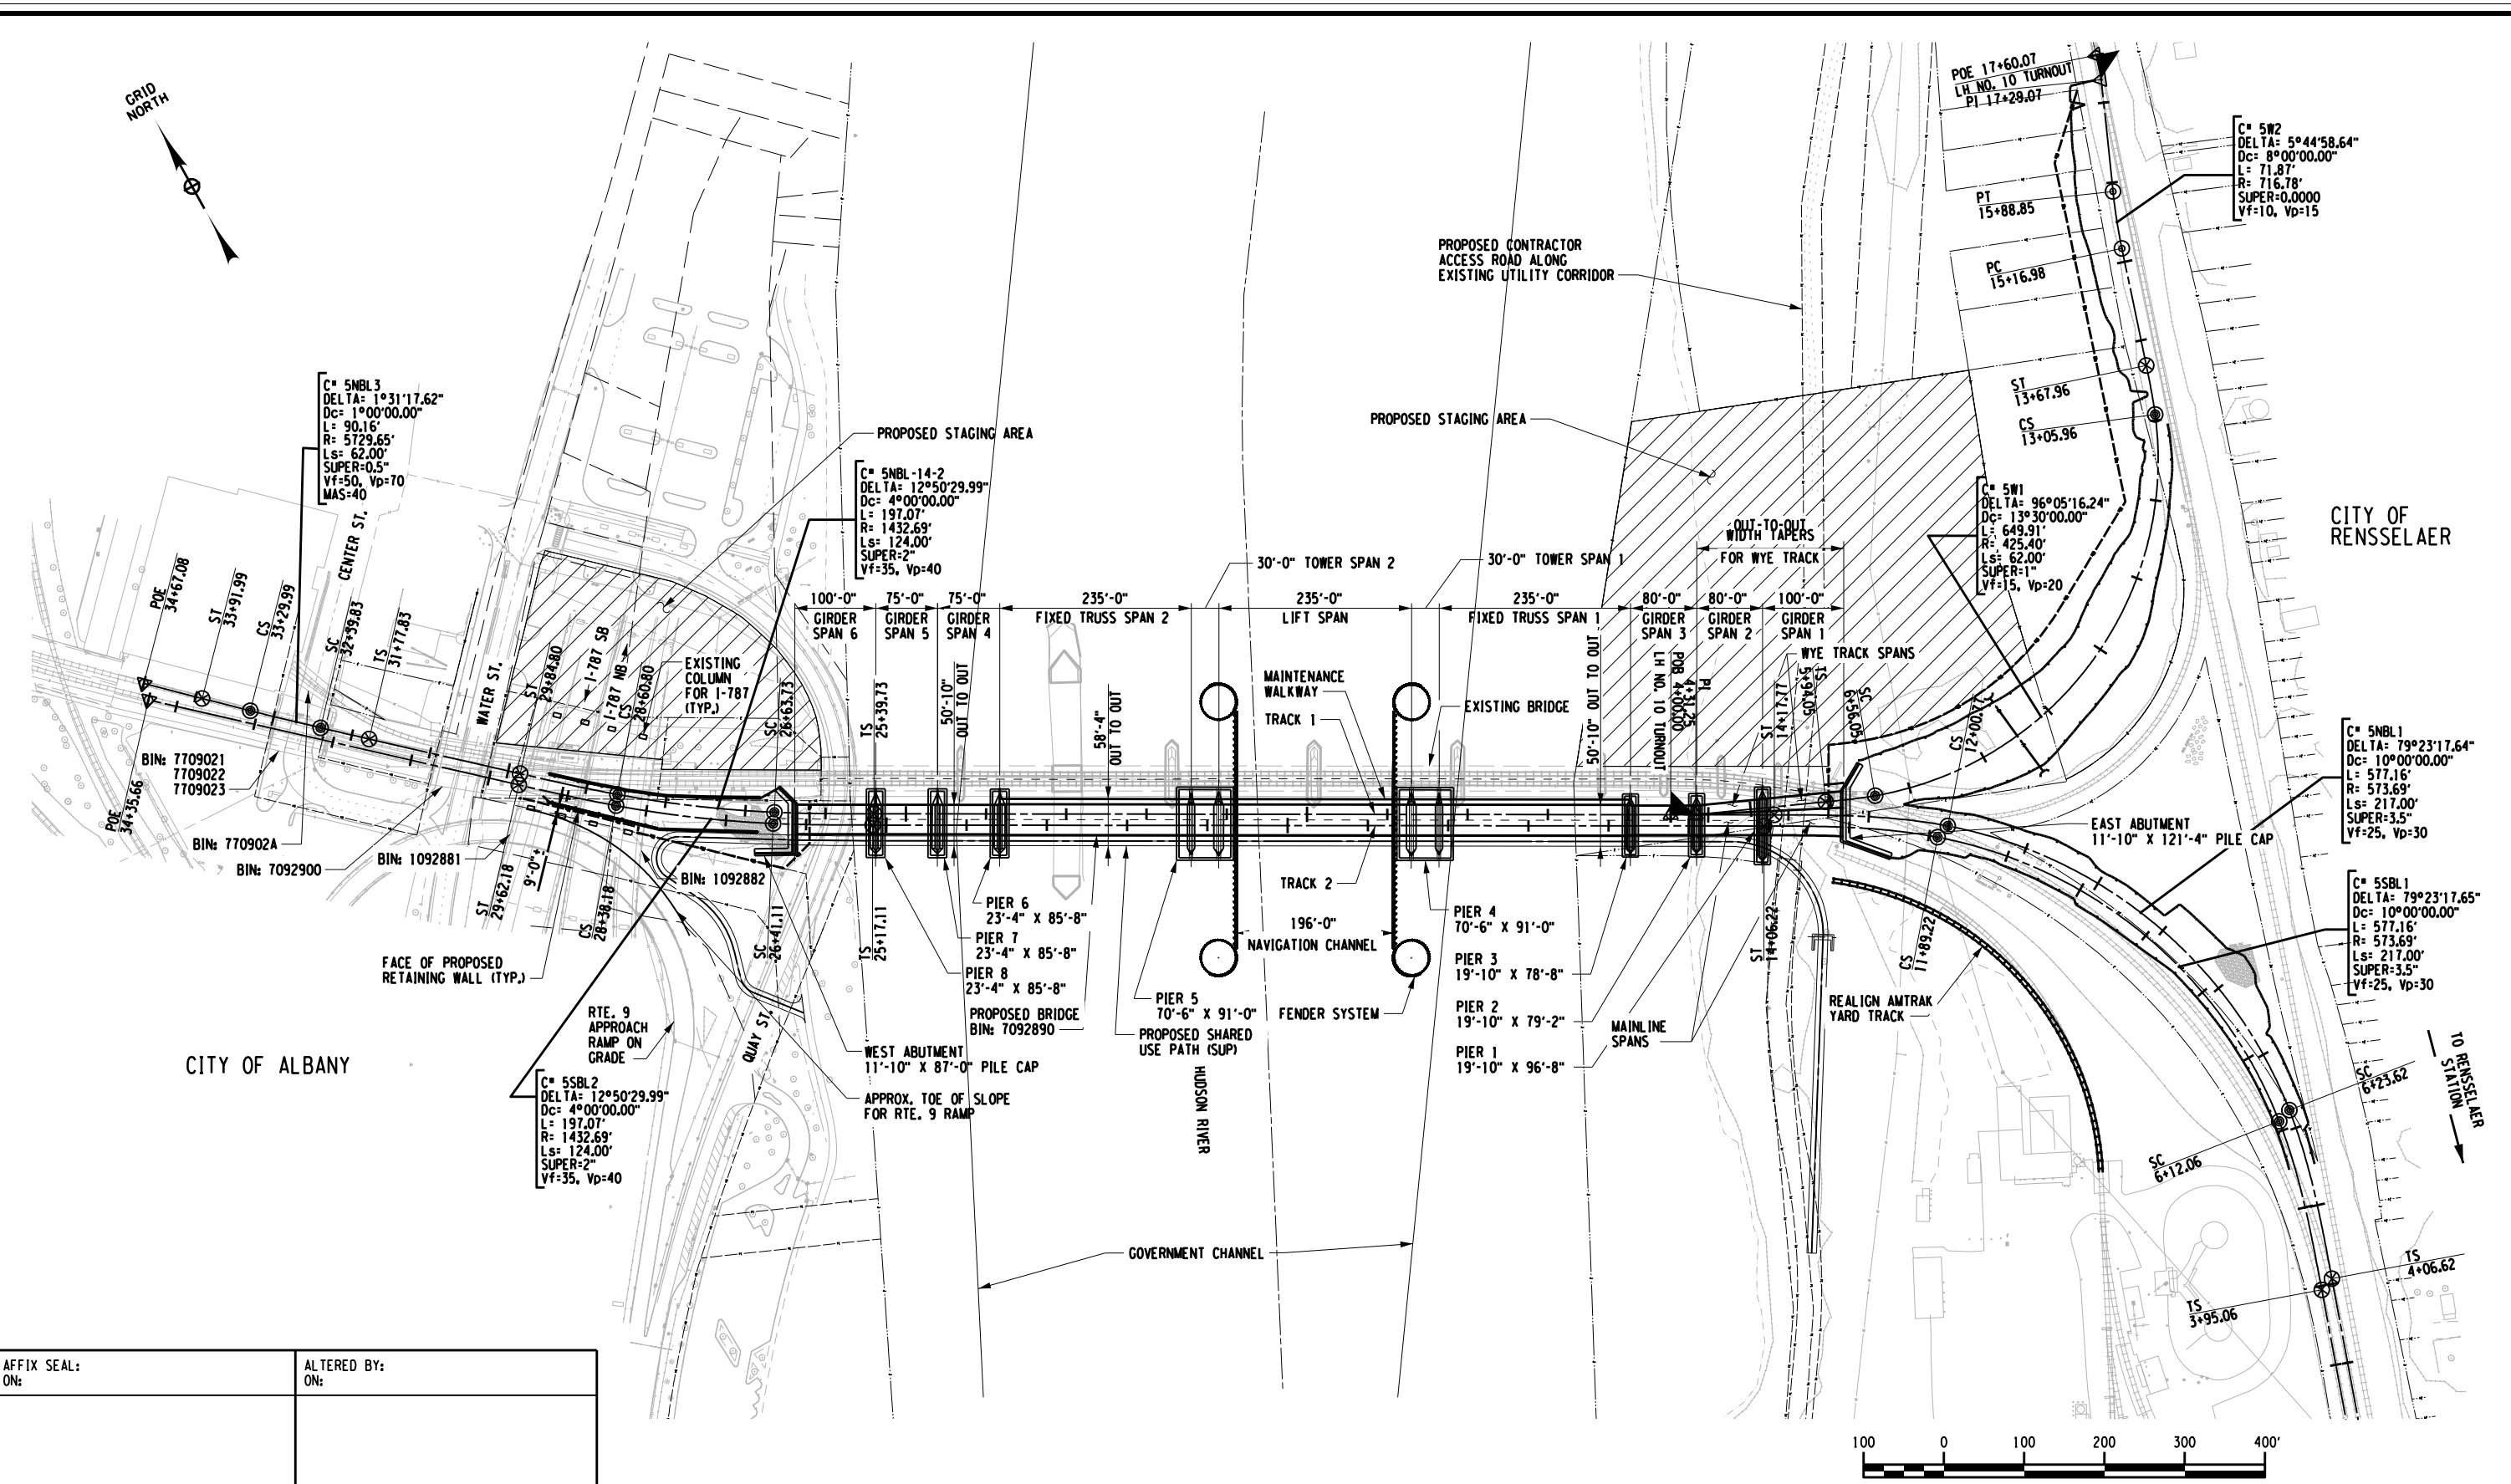 GRID
NORTH
POE 17+60.07
LH NO. 10 TURNOUT
PI 17+29.07
C# 5W2
DELTA: 5°44'58.64"
Dc= 8°00'00.00"
L= 71.87'
R= 716.78'
SUPER=0.0000
Vf=10, Vp=15
PT
15+88.85
PC
15+16.98
ST
13+67.96
CS
13+05.96
PROPOSED CONTRACTOR
ACCESS ROAD ALONG
EXISTING UTILITY CORRIDOR
C# 5NBL3
DELTA= 1°31'17.62"
Dc= 1°00'00.00"
L= 90.16'
R= 5729.65'
Ls= 62.00'
SUPER=0.5"
Vf=50, Vp=70
MAS=40
CENTER ST.
PROPOSED STAGING AREA
C# 5NBL-14-2
DELTA= 12°50'29.99"
Dc= 4°00'00.00"
L= 197.07'
R= 1432.69'
Ls= 124.00'
SUPER=2"
Vf=35, Vp=40
PROPOSED STAGING AREA
C# 5W1
DELTA= 96°05'16.24"
Dc= 13°30'00.00"
L= 649.91'
R= 425.40'
Ls= 62.00'
SUPER=1"
Vf=15, Vp=20
CITY OF
RENSSELAER
OUT-TO-OUT
WIDTH TAPERS
FOR WYE TRACK
30'-0" TOWER SPAN 2
30'-0" TOWER SPAN 1
100'-0"
GIRDER
SPAN 6
75'-0"
GIRDER
SPAN 5
75'-0"
GIRDER
SPAN 4
235'-0"
FIXED TRUSS SPAN 2
235'-0"
LIFT SPAN
235'-0"
FIXED TRUSS SPAN 1
80'-0"
GIRDER
SPAN 3
80'-0"
GIRDER
SPAN 2
100'-0"
GIRDER
SPAN 1
POE
34+67.08
ST
33+91.99
CS
33+29.99
SC
32+39.83
TS
31+77.83
WATER ST.
ST
29+84.80
I-787 SB
I-787 NB
CS
28+60.80
EXISTING
COLUMN
FOR I-787
(TYP.)
SC
26+63.73
TS
25+39.73
50'-10"
OUT TO OUT
58'-4"
OUT TO OUT
MAINTENANCE
WALKWAY
TRACK 1
EXISTING BRIDGE
50'-10" OUT TO OUT
LH NO. 10 TURNOUT
POB 4+00.00
4+31.25
PI
WYE TRACK SPANS
ST
14+17.77
TS
5+94.05
SC
6+56.05
CS
12+00.77
C# 5NBL1
DELTA= 79°23'17.64"
Dc= 10°00'00.00"
L= 577.16'
R= 573.69'
Ls= 217.00'
SUPER=3.5"
Vf=25, Vp=30
BIN: 7709021
7709022
7709023
POE
34+35.66
BIN: 770902A
BIN: 7092900
BIN: 1092881
9'-0"±
BIN: 1092882
ST
29+62.18
CS
28+38.18
SC
26+41.11
TS
25+17.11
EAST ABUTMENT
11'-10" X 121'-4" PILE CAP
C# 5SBL1
DELTA= 79°23'17.65"
Dc= 10°00'00.00"
L= 577.16'
R= 573.69'
Ls= 217.00'
SUPER=3.5"
Vf=25, Vp=30
TRACK 2
196'-0"
NAVIGATION CHANNEL
PIER 6
23'-4" X 85'-8"
PIER 7
23'-4" X 85'-8"
PIER 8
23'-4" X 85'-8"
PIER 5
70'-6" X 91'-0"
PIER 4
70'-6" X 91'-0"
PIER 3
19'-10" X 78'-8"
PIER 2
19'-10" X 79'-2"
PIER 1
19'-10" X 96'-8"
FENDER SYSTEM
ST
14+06.22
CS
11+89.22
FACE OF PROPOSED
RETAINING WALL (TYP.)
RTE. 9
APPROACH
RAMP ON
GRADE
QUAY ST.
PROPOSED BRIDGE
BIN: 7092890
PROPOSED SHARED
USE PATH (SUP)
MAINLINE
SPANS
REALIGN AMTRAK
YARD TRACK
CITY OF ALBANY
WEST ABUTMENT
11'-10" X 87'-0" PILE CAP
APPROX. TOE OF SLOPE
FOR RTE. 9 RAMP
C# 5SBL2
DELTA= 12°50'29.99"
Dc= 4°00'00.00"
L= 197.07'
R= 1432.69'
Ls= 124.00'
SUPER=2"
Vf=35, Vp=40
HUDSON RIVER
TO RENSSELAER
STATION
SC
6+23.62
SC
6+12.06
GOVERNMENT CHANNEL
TS
4+06.62
TS
3+95.06
AFFIX SEAL:
ON:
ALTERED BY:
ON:
100 0 100 200 300 400'